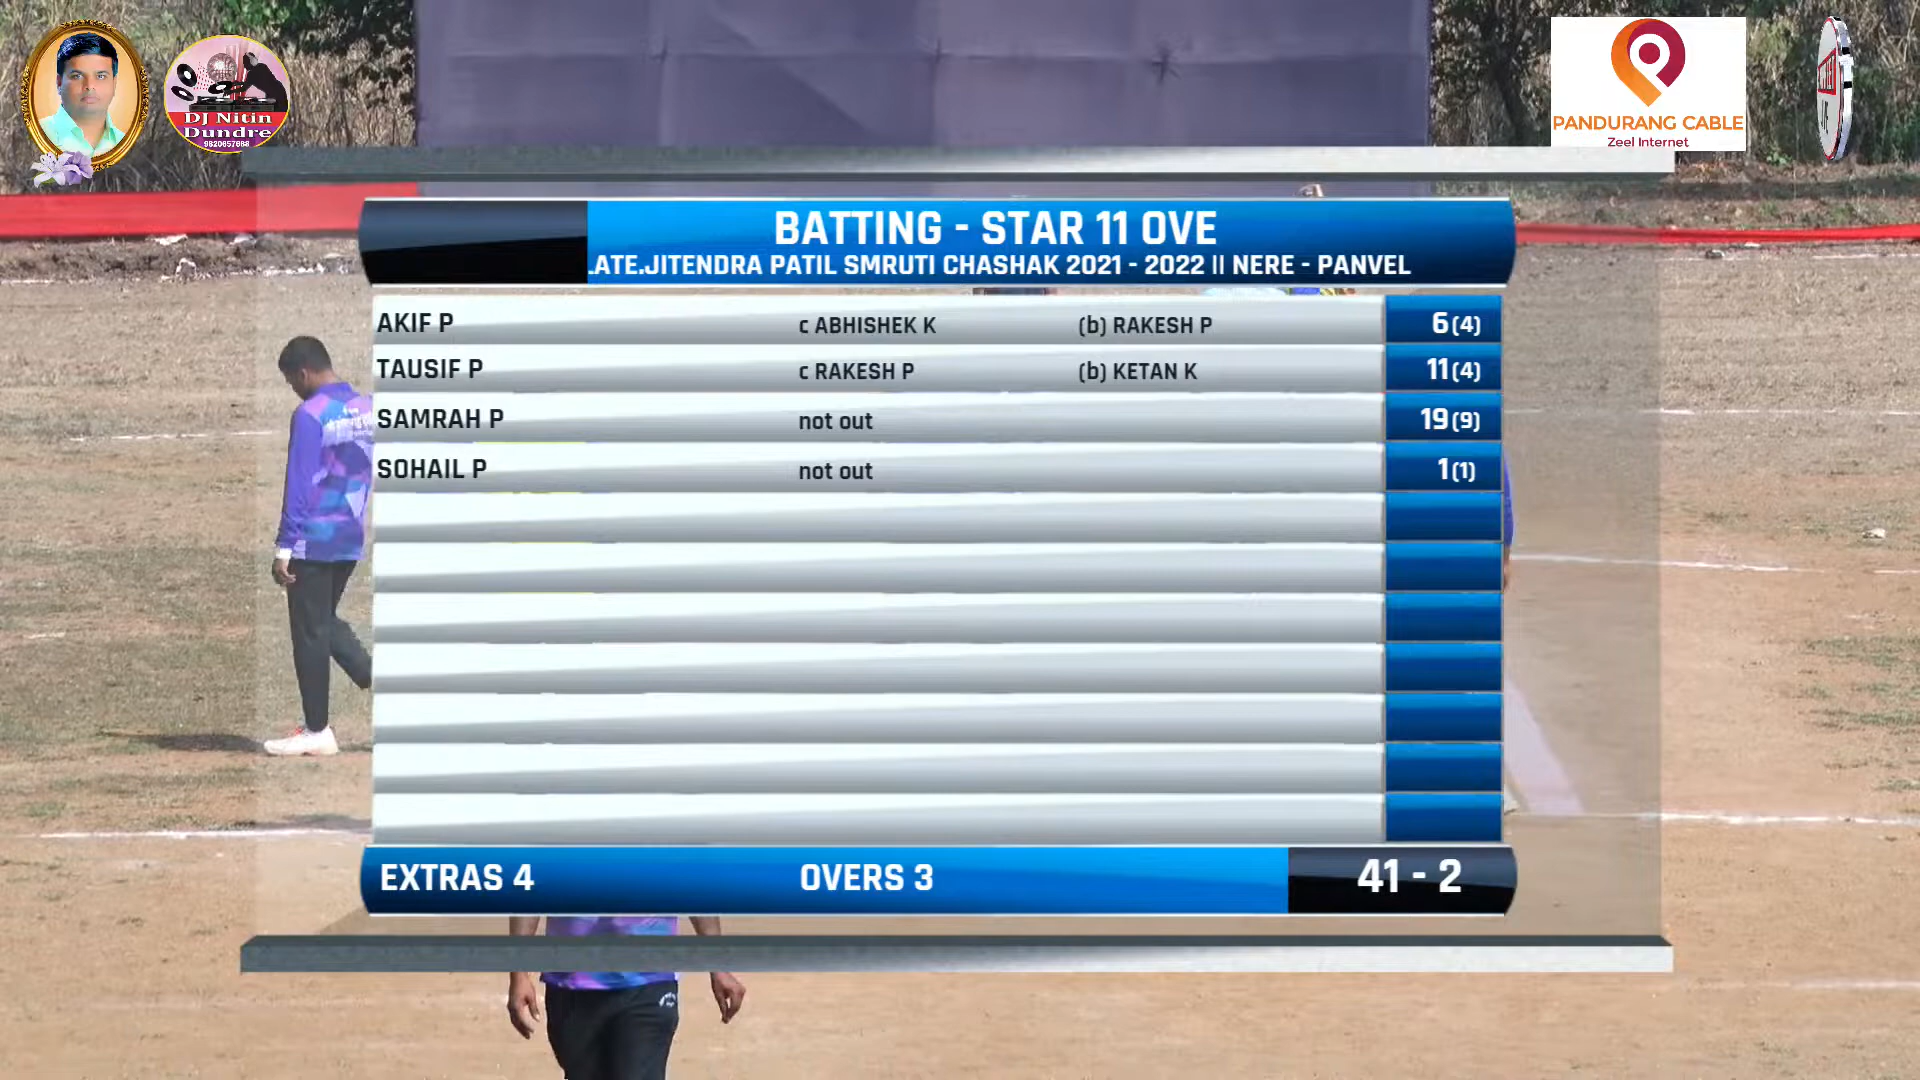 DJ Nitin
Dundre
9820657688
PANDURANG CABLE
Zeel Internet
BATTING - STAR 11 OVE
.ATE.JITENDRA PATIL SMRUTI CHASHAK 2021 - 2022 || NERE - PANVEL
AKIF P c ABHISHEK K (b) RAKESH P 6(4)
TAUSIF P c RAKESH P (b) KETAN K 11(4)
SAMRAH P not out 19(9)
SOHAIL P not out 1(1)
EXTRAS 4 OVERS 3 41 - 2